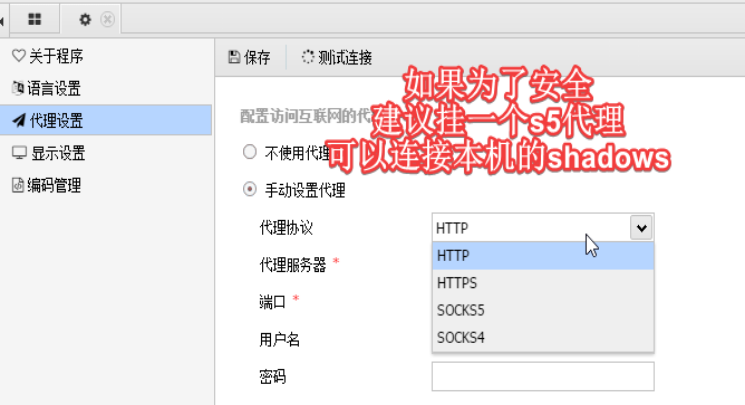 关于程序
语言设置
代理设置
显示设置
编码管理
保存 测试连接
如果为了安全
建议挂一个s5代理
可以连接本机的shadows
配置访问互联网的代
不使用代理
手动设置代理
代理协议 HTTP
HTTP
HTTPS
SOCKS5
SOCKS4
代理服务器 *
端口 *
用户名
密码